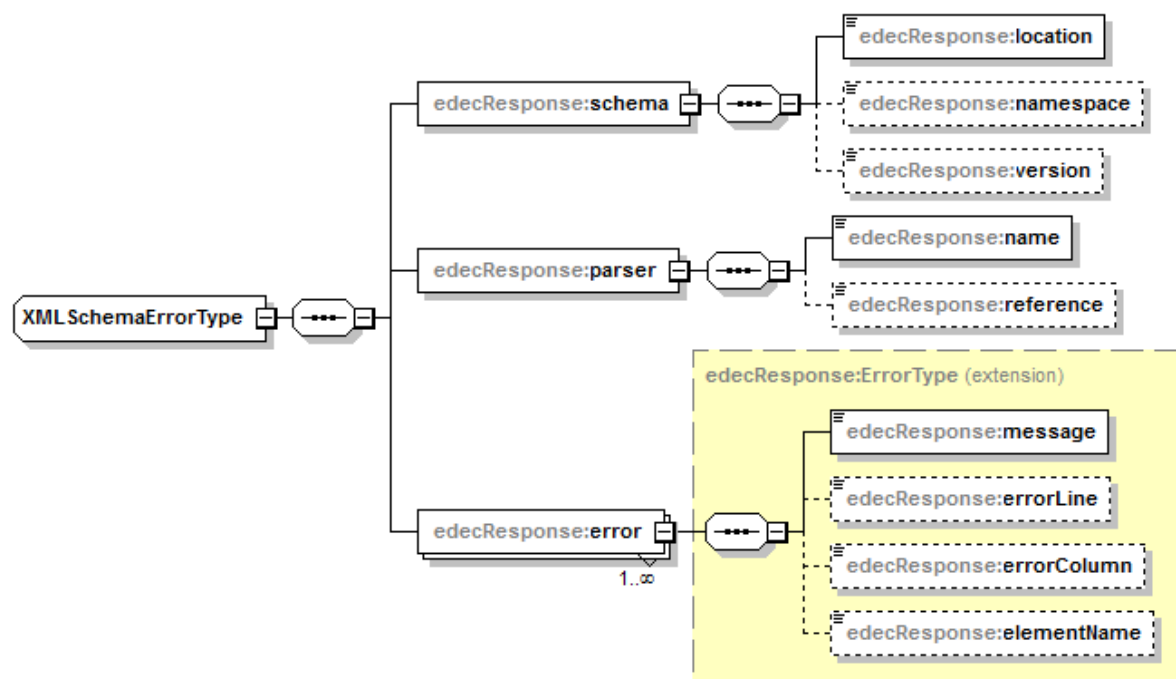 edecResponse:location
edecResponse:schema
edecResponse:namespace
edecResponse:version
edecResponse:name
edecResponse:parser
edecResponse:reference
XMLSchemaErrorType
edecResponse:ErrorType (extension)
edecResponse:message
edecResponse:errorLine
edecResponse:error
1..∞
edecResponse:errorColumn
edecResponse:elementName